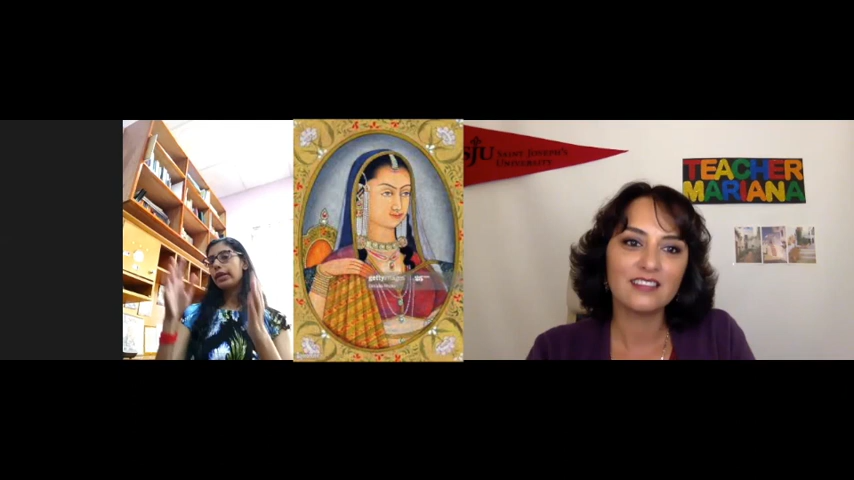 SJU SAINT JOSEPH'S
UNIVERSITY
TEACHER
MARIANA
gettyimages